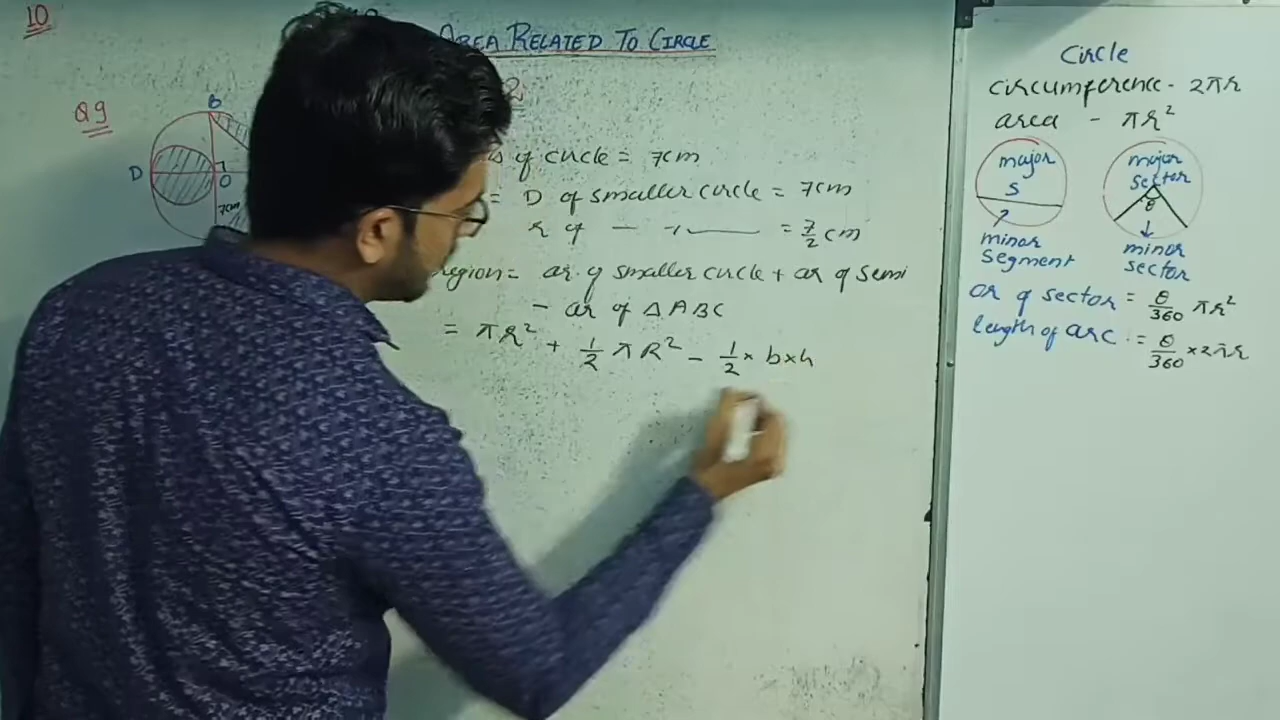 10
AREA RELATED TO CIRCLE
Q9
B
D
O
7cm
of circle = 7cm
= D of smaller circle = 7cm
r of — -11— = 7/2 cm
region = ar. of smaller circle + ar of semi
- ar of △ABC
= πr² + 1/2 πR² - 1/2 × b×h
Circle
circumference - 2πr
area - πr²
major
S
minor
segment
major
sector
θ
minor
sector
ar of sector = θ/360 πr²
length of arc = θ/360 × 2πr